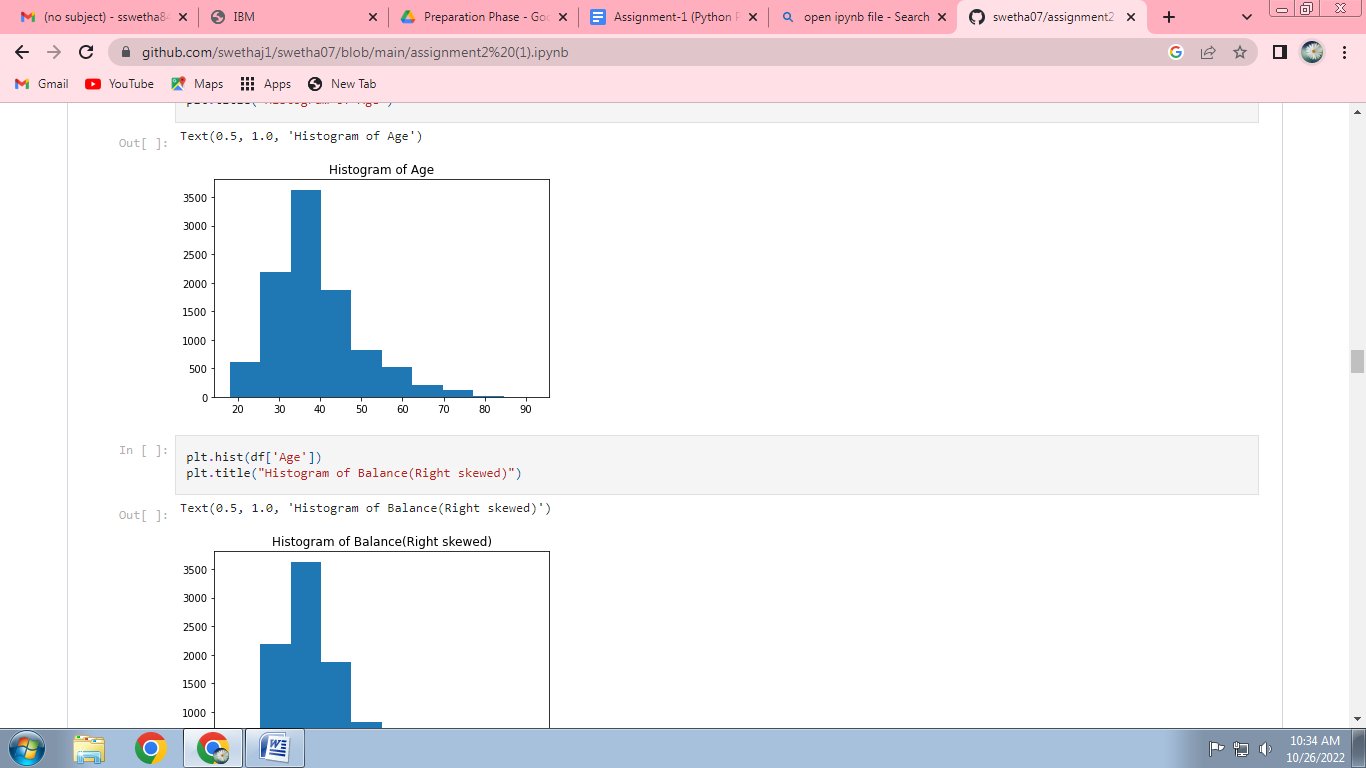 (no subject) - sswetha84
IBM
Preparation Phase - Goo
Assignment-1 (Python P
open ipynb file - Search
swetha07/assignment2
github.com/swethaj1/swetha07/blob/main/assignment2%20(1).ipynb
Gmail
YouTube
Maps
Apps
New Tab
Out[ ]:
Text(0.5, 1.0, 'Histogram of Age')
Histogram of Age
3500
3000
2500
2000
1500
1000
500
0
20 30 40 50 60 70 80 90
In [ ]:
plt.hist(df['Age'])
plt.title("Histogram of Balance(Right skewed)")
Out[ ]:
Text(0.5, 1.0, 'Histogram of Balance(Right skewed)')
Histogram of Balance(Right skewed)
3500
3000
2500
2000
1500
1000
10:34 AM
10/26/2022